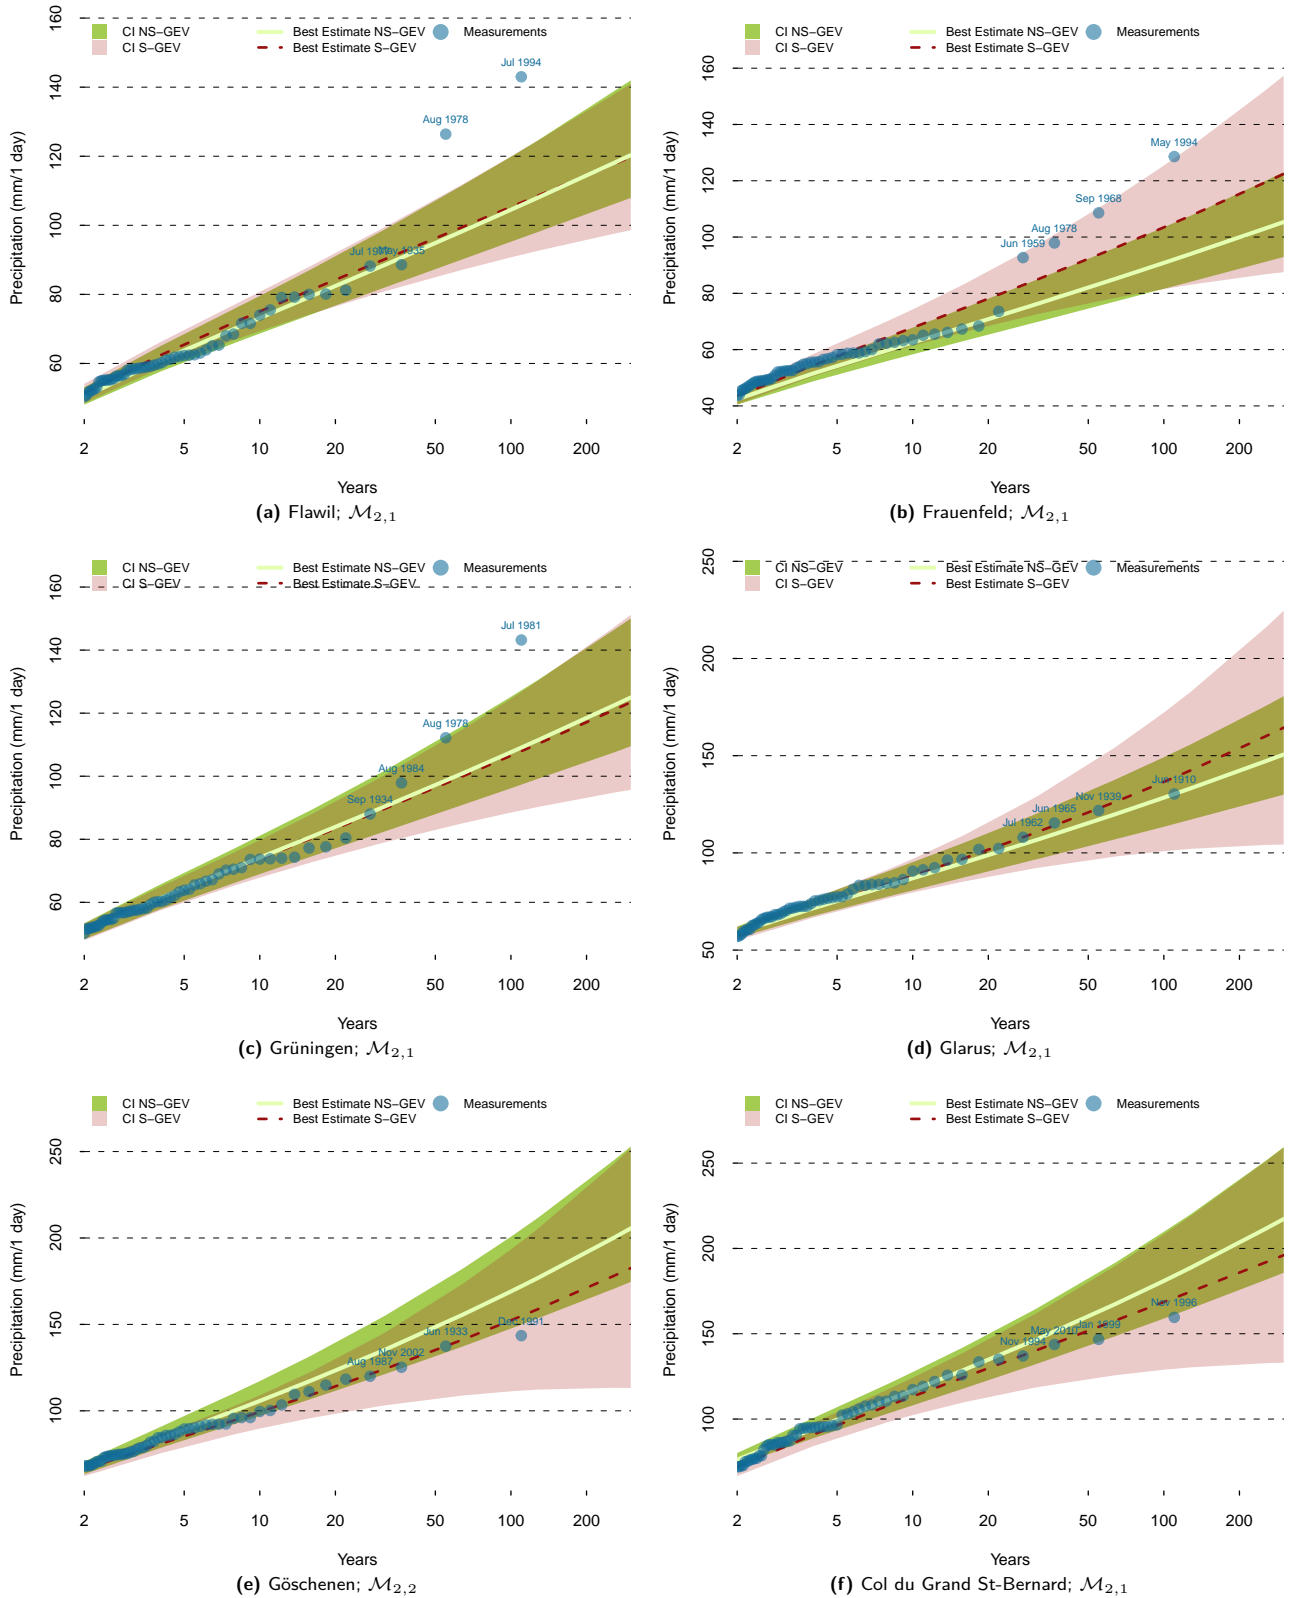 CI NS−GEV Best Estimate NS−GEV Measurements
CI S−GEV Best Estimate S−GEV
Precipitation (mm/1 day)
160
140
120
100
80
60
Jul 1994
Aug 1978
May 1935
2 5 10 20 50 100 200
Years
(a) Flawil; M2,1
CI NS−GEV Best Estimate NS−GEV Measurements
CI S−GEV Best Estimate S−GEV
Precipitation (mm/1 day)
160
140
120
100
80
60
40
May 1994
Sep 1968
Aug 1978
Jun 1959
2 5 10 20 50 100 200
Years
(b) Frauenfeld; M2,1
CI NS−GEV Best Estimate NS−GEV Measurements
CI S−GEV Best Estimate S−GEV
Precipitation (mm/1 day)
160
140
120
100
80
60
Jul 1981
Aug 1978
Aug 1984
Sep 1934
2 5 10 20 50 100 200
Years
(c) Grüningen; M2,1
CI NS−GEV Best Estimate NS−GEV Measurements
CI S−GEV Best Estimate S−GEV
Precipitation (mm/1 day)
250
200
150
100
50
Jun 1910
Nov 1939
Jun 1965
Jul 1962
2 5 10 20 50 100 200
Years
(d) Glarus; M2,1
CI NS−GEV Best Estimate NS−GEV Measurements
CI S−GEV Best Estimate S−GEV
Precipitation (mm/1 day)
250
200
150
100
Dec 1991
Jun 1933
Nov 2002
Aug 1987
2 5 10 20 50 100 200
Years
(e) Göschenen; M2,2
CI NS−GEV Best Estimate NS−GEV Measurements
CI S−GEV Best Estimate S−GEV
Precipitation (mm/1 day)
250
200
150
100
Nov 1996
Jan 1999
May 2010
Nov 1994
2 5 10 20 50 100 200
Years
(f) Col du Grand St-Bernard; M2,1